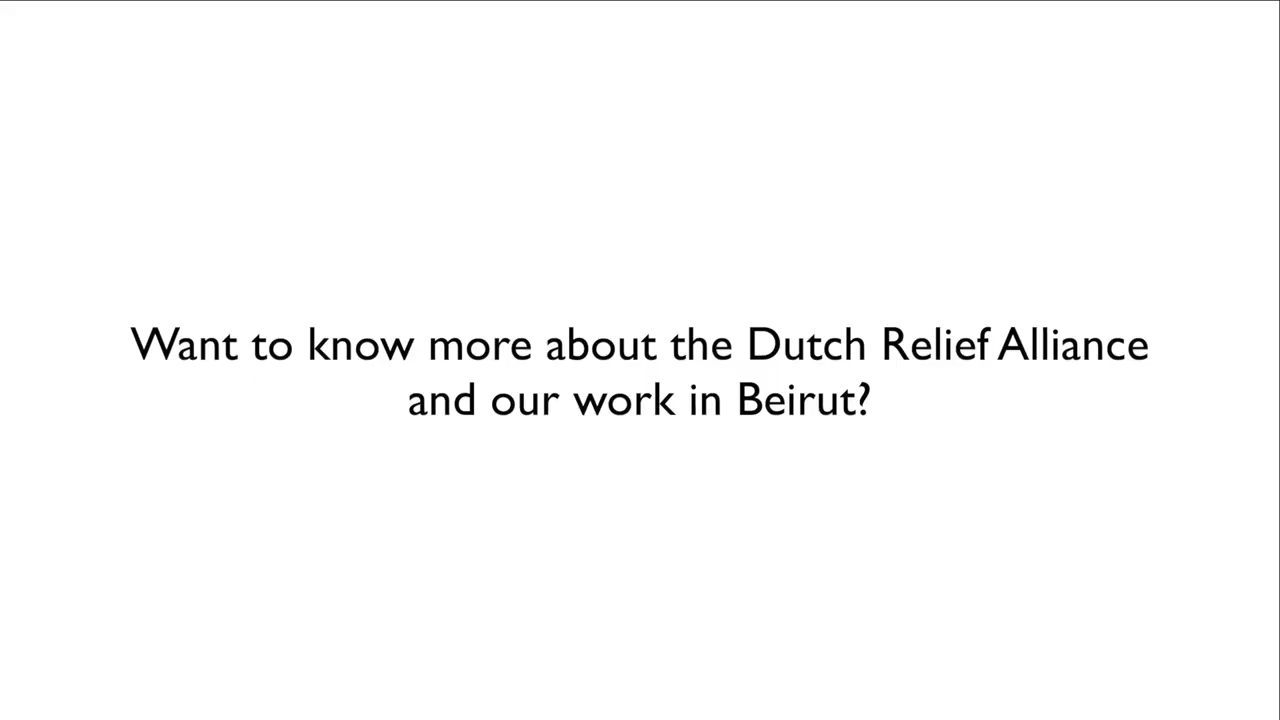 Want to know more about the Dutch Relief Alliance
and our work in Beirut?